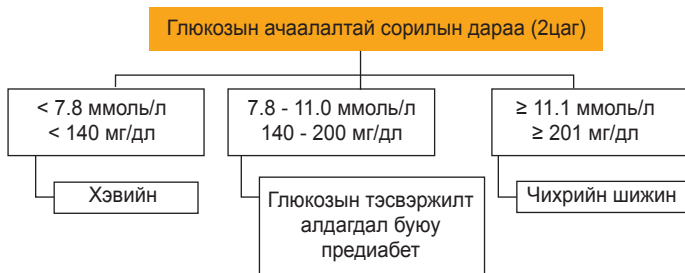 Глюкозын ачаалалтай сорилын дараа (2цаг)
< 7.8 ммоль/л
< 140 мг/дл
7.8 - 11.0 ммоль/л
140 - 200 мг/дл
≥ 11.1 ммоль/л
≥ 201 мг/дл
Хэвийн
Глюкозын тэсвэржилт
алдагдал буюу
предиабет
Чихрийн шижин